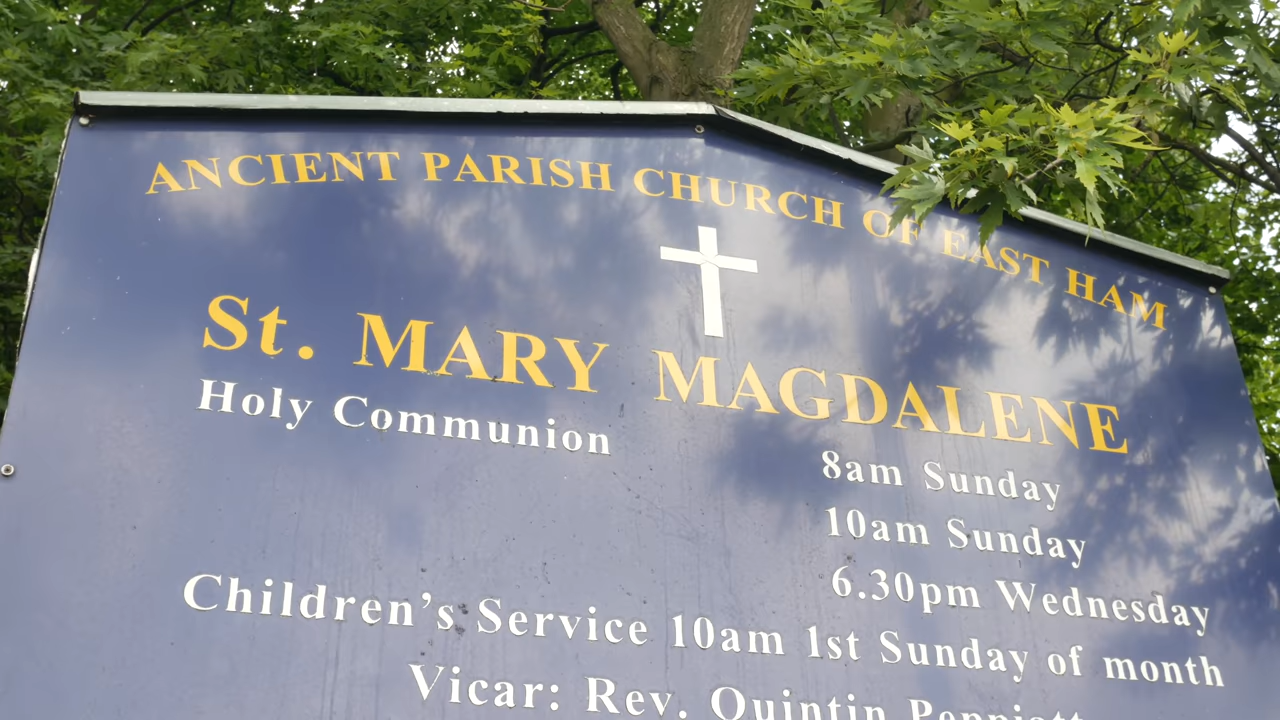 ANCIENT PARISH CHURCH OF EAST HAM
St. MARY MAGDALENE
Holy Communion
8am Sunday
10am Sunday
6.30pm Wednesday
Children's Service 10am 1st Sunday of month
Vicar: Rev. Quintin Peppiatt